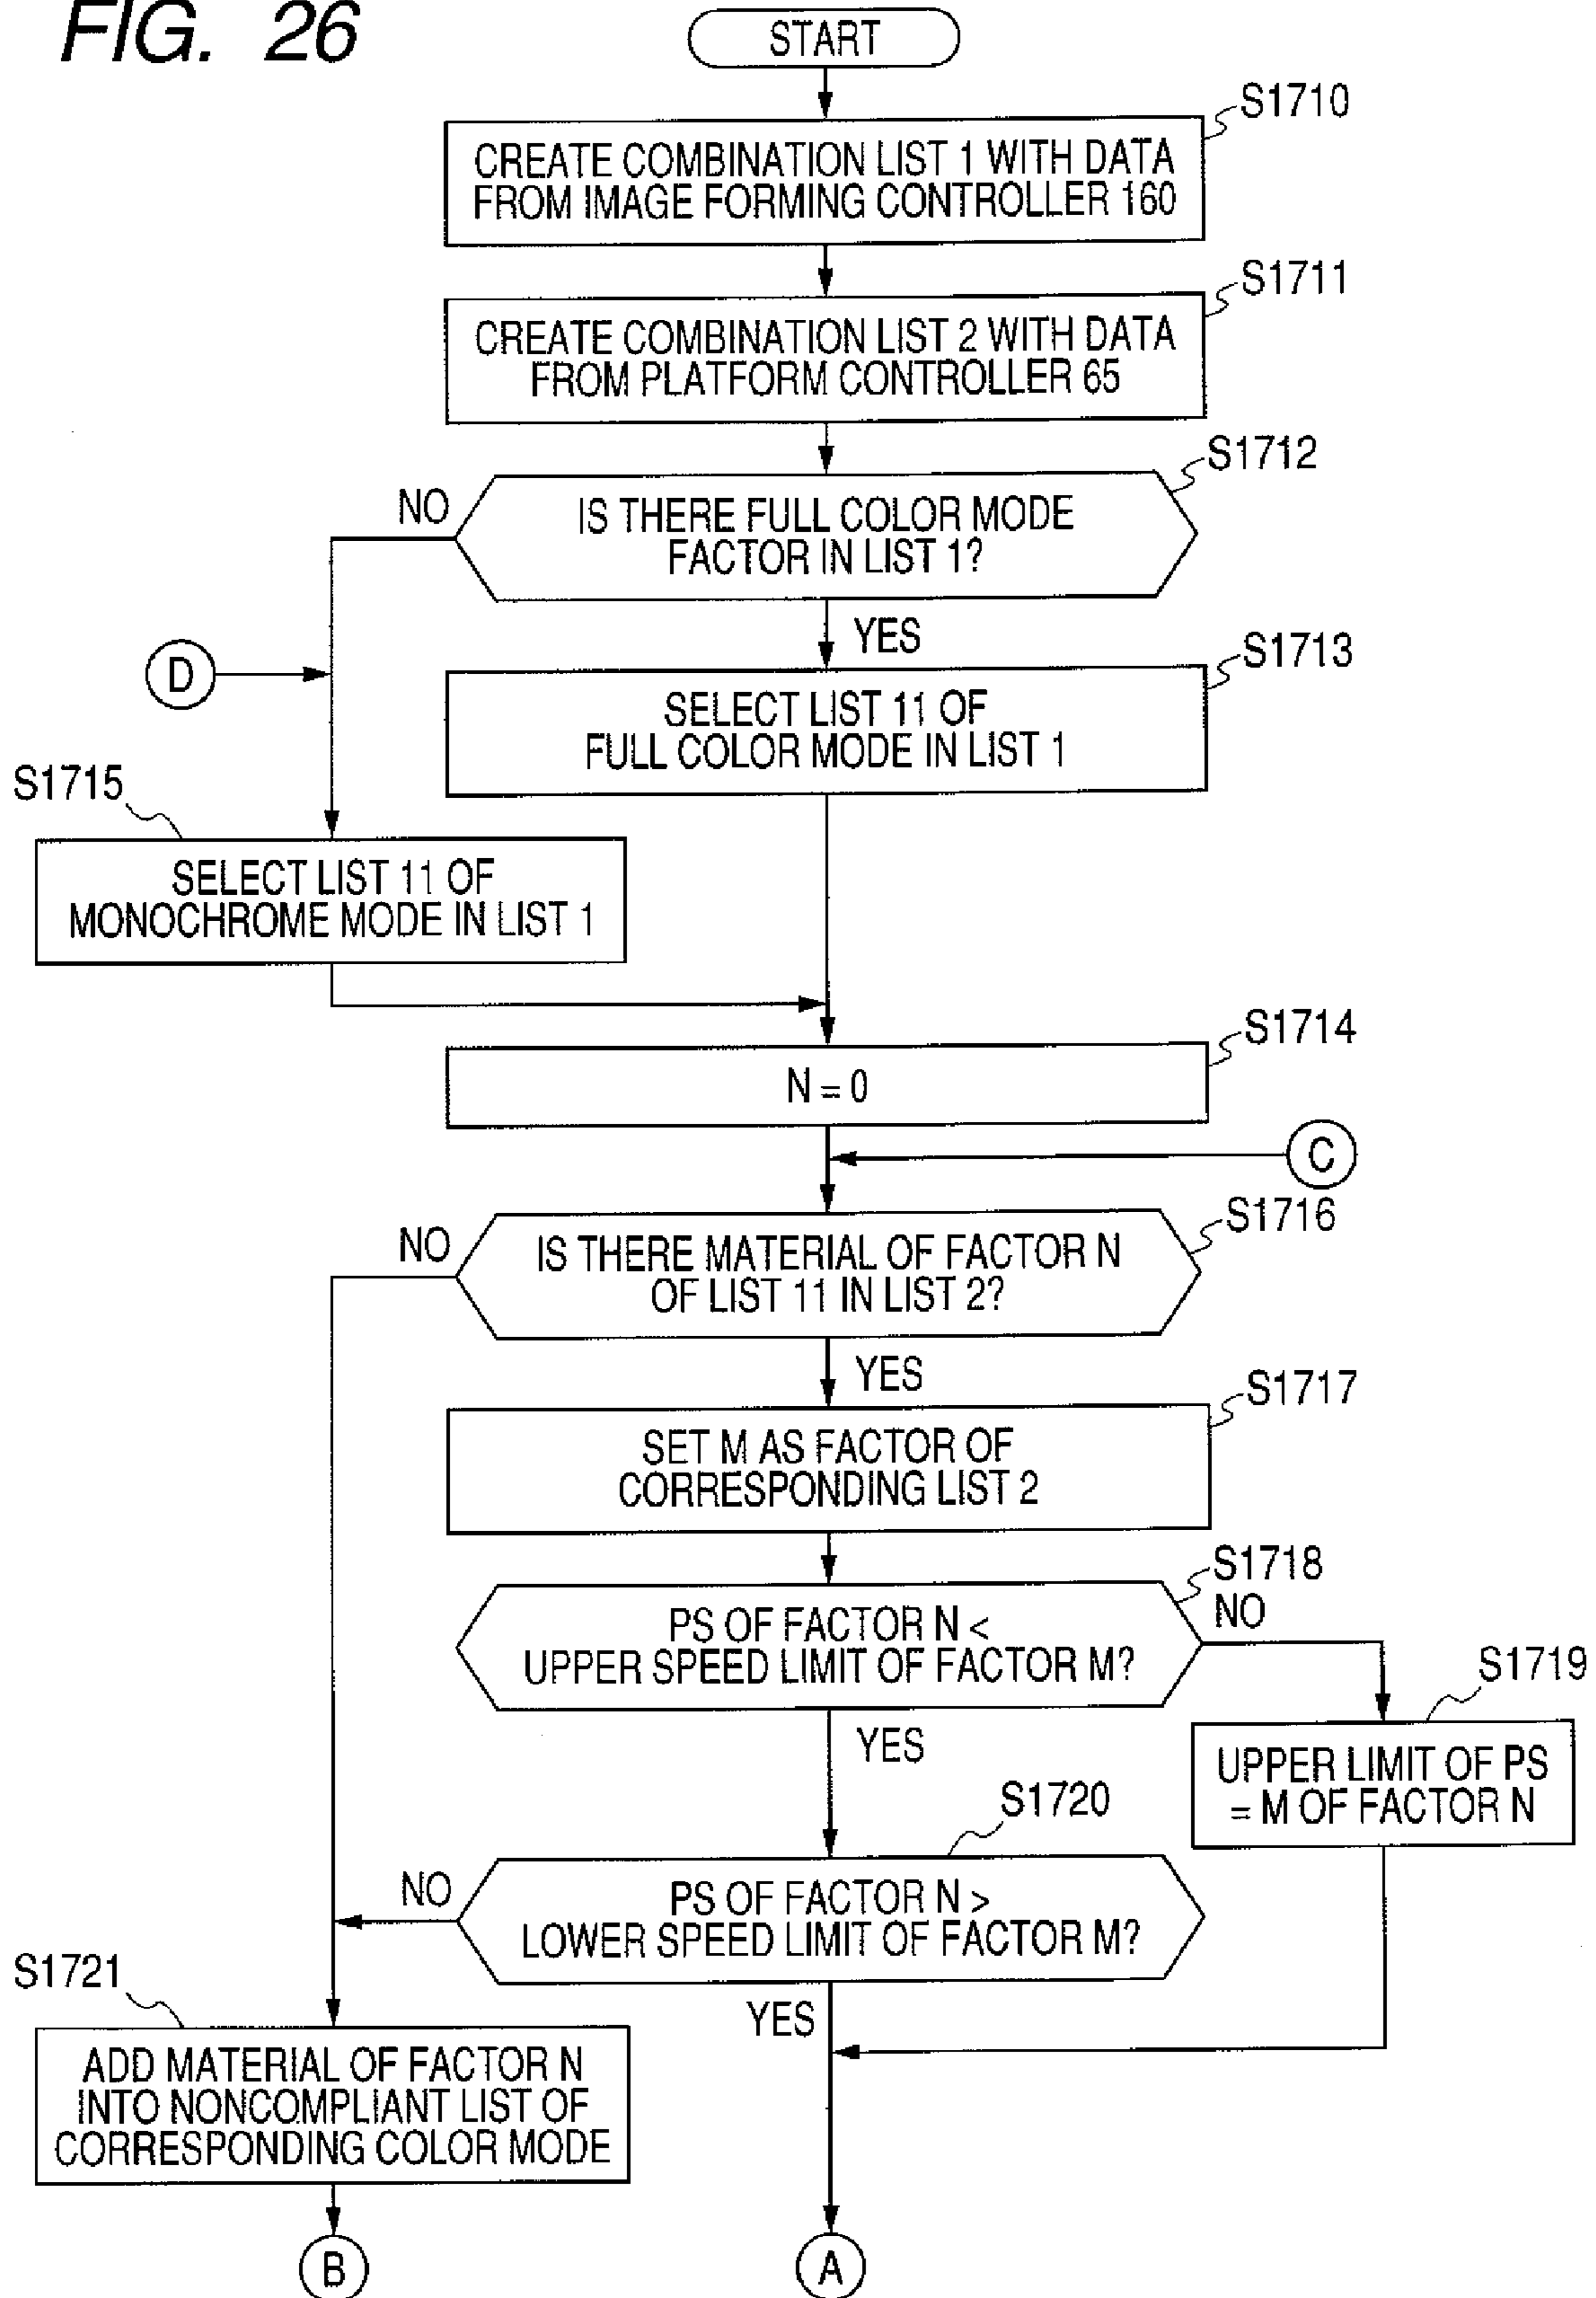 FIG. 26
START
S1710
CREATE COMBINATION LIST 1 WITH DATA
FROM IMAGE FORMING CONTROLLER 160
S1711
CREATE COMBINATION LIST 2 WITH DATA
FROM PLATFORM CONTROLLER 65
S1712
NO
IS THERE FULL COLOR MODE
FACTOR IN LIST 1?
YES
D
S1713
SELECT LIST 11 OF
FULL COLOR MODE IN LIST 1
S1715
SELECT LIST 11 OF
MONOCHROME MODE IN LIST 1
S1714
N = 0
C
S1716
NO
IS THERE MATERIAL OF FACTOR N
OF LIST 11 IN LIST 2?
YES
S1717
SET M AS FACTOR OF
CORRESPONDING LIST 2
S1718
NO
PS OF FACTOR N <
UPPER SPEED LIMIT OF FACTOR M?
S1719
YES
UPPER LIMIT OF PS
= M OF FACTOR N
S1720
NO
PS OF FACTOR N >
LOWER SPEED LIMIT OF FACTOR M?
S1721
YES
ADD MATERIAL OF FACTOR N
INTO NONCOMPLIANT LIST OF
CORRESPONDING COLOR MODE
B
A